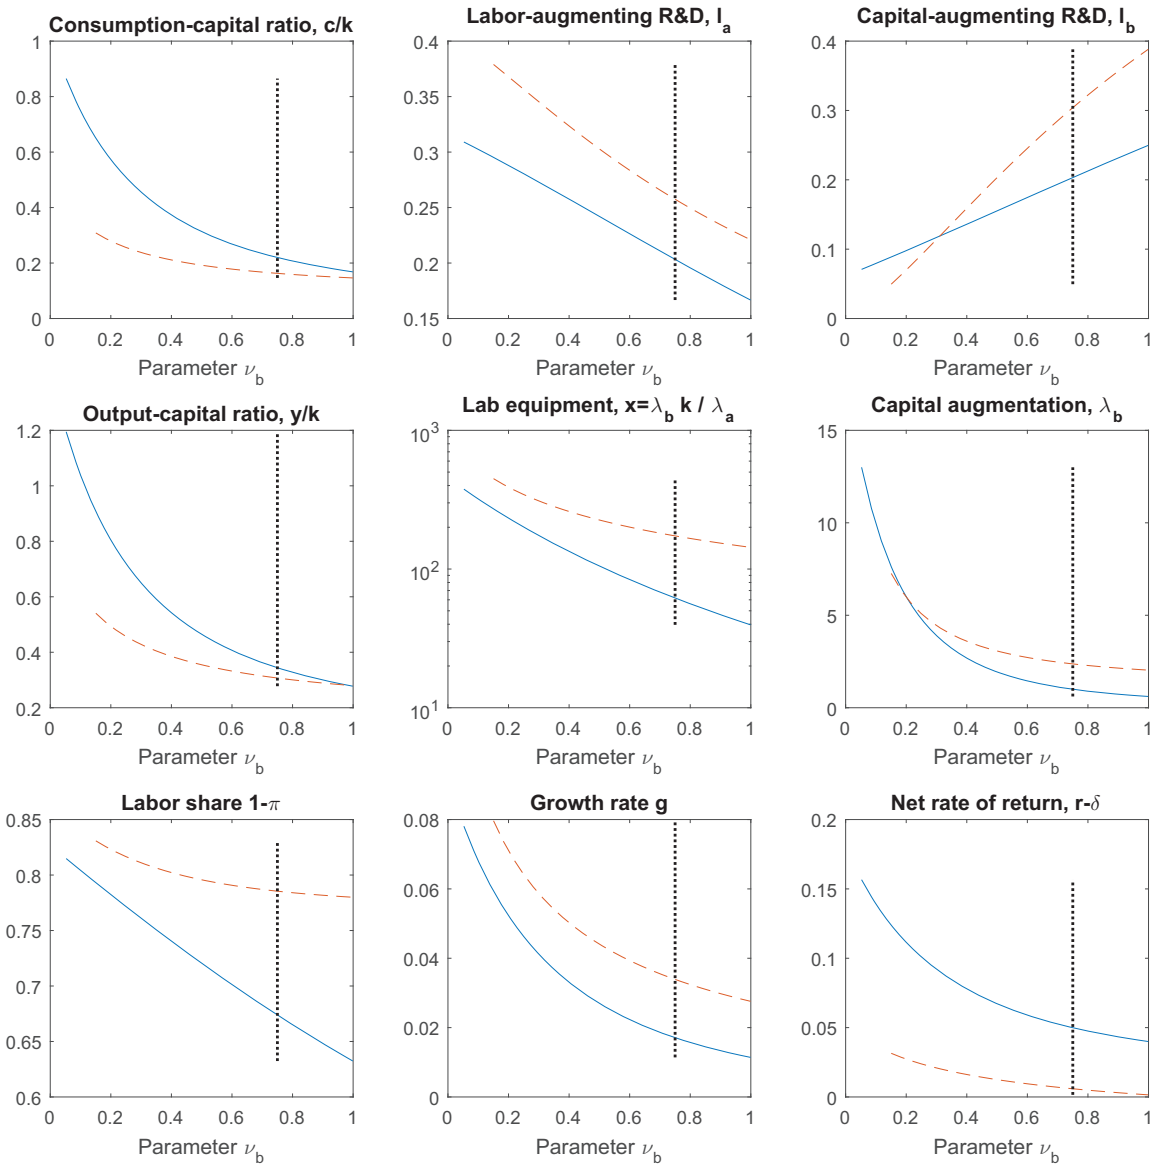 Consumption-capital ratio, c/k
1
0.8
0.6
0.4
0.2
0
0 0.2 0.4 0.6 0.8 1
Parameter ν_b
Labor-augmenting R&D, l_a
0.4
0.35
0.3
0.25
0.2
0.15
0 0.2 0.4 0.6 0.8 1
Parameter ν_b
Capital-augmenting R&D, l_b
0.4
0.3
0.2
0.1
0
0 0.2 0.4 0.6 0.8 1
Parameter ν_b
Output-capital ratio, y/k
1.2
1
0.8
0.6
0.4
0.2
0 0.2 0.4 0.6 0.8 1
Parameter ν_b
Lab equipment, x=λ_b k / λ_a
10^3
10^2
10^1
0 0.2 0.4 0.6 0.8 1
Parameter ν_b
Capital augmentation, λ_b
15
10
5
0
0 0.2 0.4 0.6 0.8 1
Parameter ν_b
Labor share 1-π
0.85
0.8
0.75
0.7
0.65
0.6
0 0.2 0.4 0.6 0.8 1
Parameter ν_b
Growth rate g
0.08
0.06
0.04
0.02
0
0 0.2 0.4 0.6 0.8 1
Parameter ν_b
Net rate of return, r-δ
0.2
0.15
0.1
0.05
0
0 0.2 0.4 0.6 0.8 1
Parameter ν_b